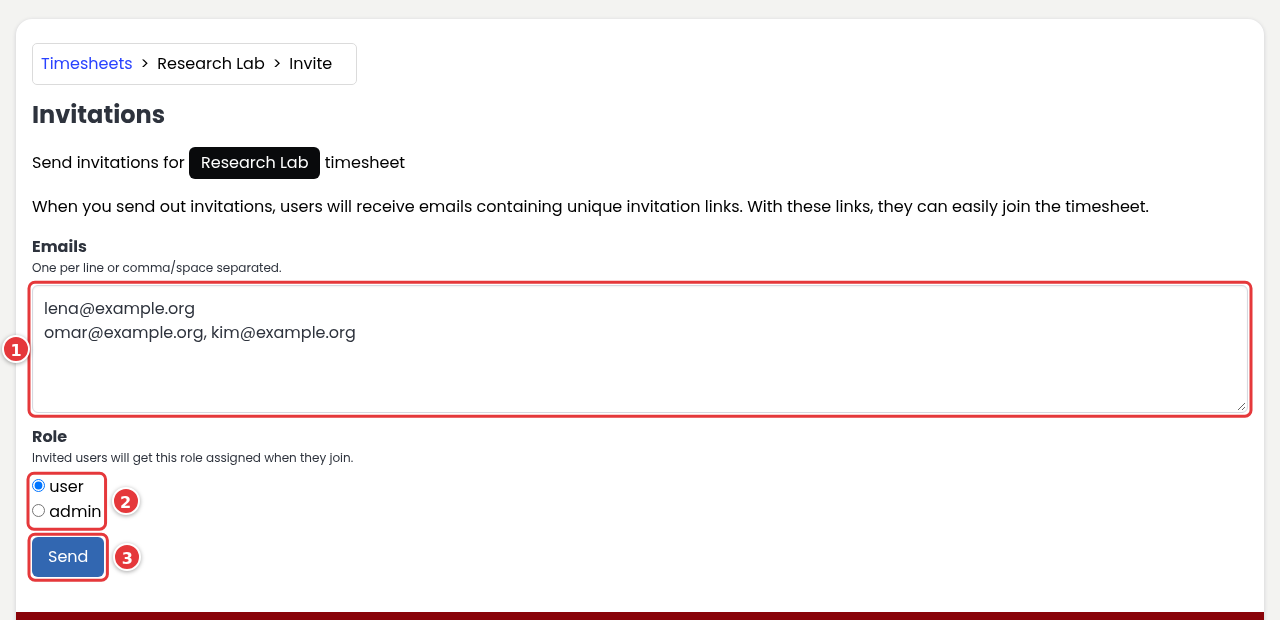 Timesheets > Research Lab > Invite
Invitations
Send invitations for Research Lab timesheet
When you send out invitations, users will receive emails containing unique invitation links. With these links, they can easily join the timesheet.
Emails
One per line or comma/space separated.
lena@example.org
omar@example.org, kim@example.org
1
Role
Invited users will get this role assigned when they join.
user
admin
2
Send
3